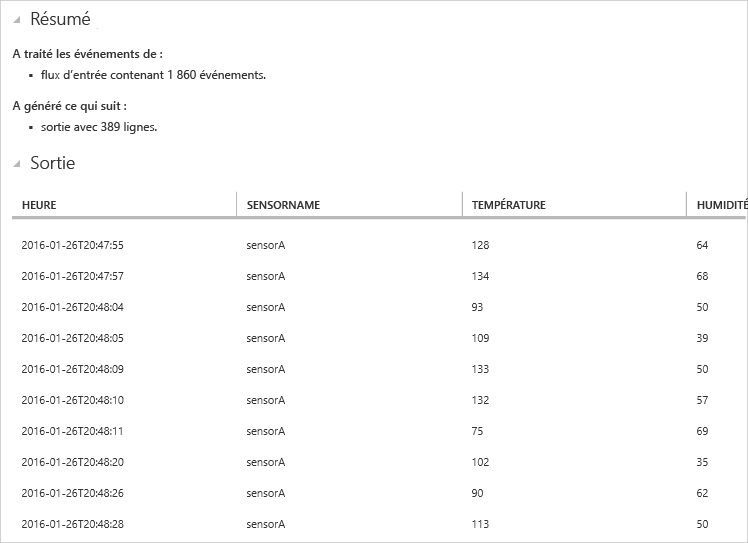 Résumé
A traité les événements de :
▪ flux d'entrée contenant 1 860 événements.
A généré ce qui suit :
▪ sortie avec 389 lignes.
Sortie
HEURE SENSORNAME TEMPÉRATURE HUMIDITÉ
2016-01-26T20:47:55 sensorA 128 64
2016-01-26T20:47:57 sensorA 134 68
2016-01-26T20:48:04 sensorA 93 50
2016-01-26T20:48:05 sensorA 109 39
2016-01-26T20:48:09 sensorA 133 50
2016-01-26T20:48:10 sensorA 132 57
2016-01-26T20:48:11 sensorA 75 69
2016-01-26T20:48:20 sensorA 102 35
2016-01-26T20:48:26 sensorA 90 62
2016-01-26T20:48:28 sensorA 113 50